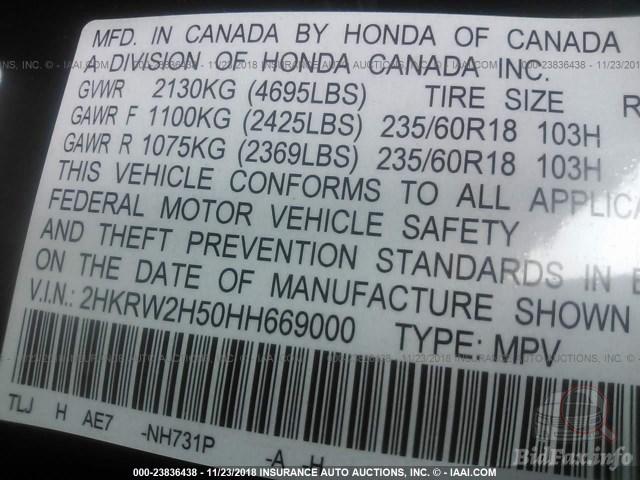 MFD. IN CANADA BY HONDA OF CANADA
A DIVISION OF HONDA CANADA INC.
GVWR 2130KG (4695LBS) TIRE SIZE R
GAWR F 1100KG (2425LBS) 235/60R18 103H
GAWR R 1075KG (2369LBS) 235/60R18 103H
THIS VEHICLE CONFORMS TO ALL APPLICA
FEDERAL MOTOR VEHICLE SAFETY
AND THEFT PREVENTION STANDARDS IN E
ON THE DATE OF MANUFACTURE SHOWN
V.I.N.: 2HKRW2H50HH669000 TYPE: MPV
TLJ H AE7 -NH731P -A -H
BidFax.info
000-23836438 - 11/23/2018 INSURANCE AUTO AUCTIONS, INC. - © IAAI.COM